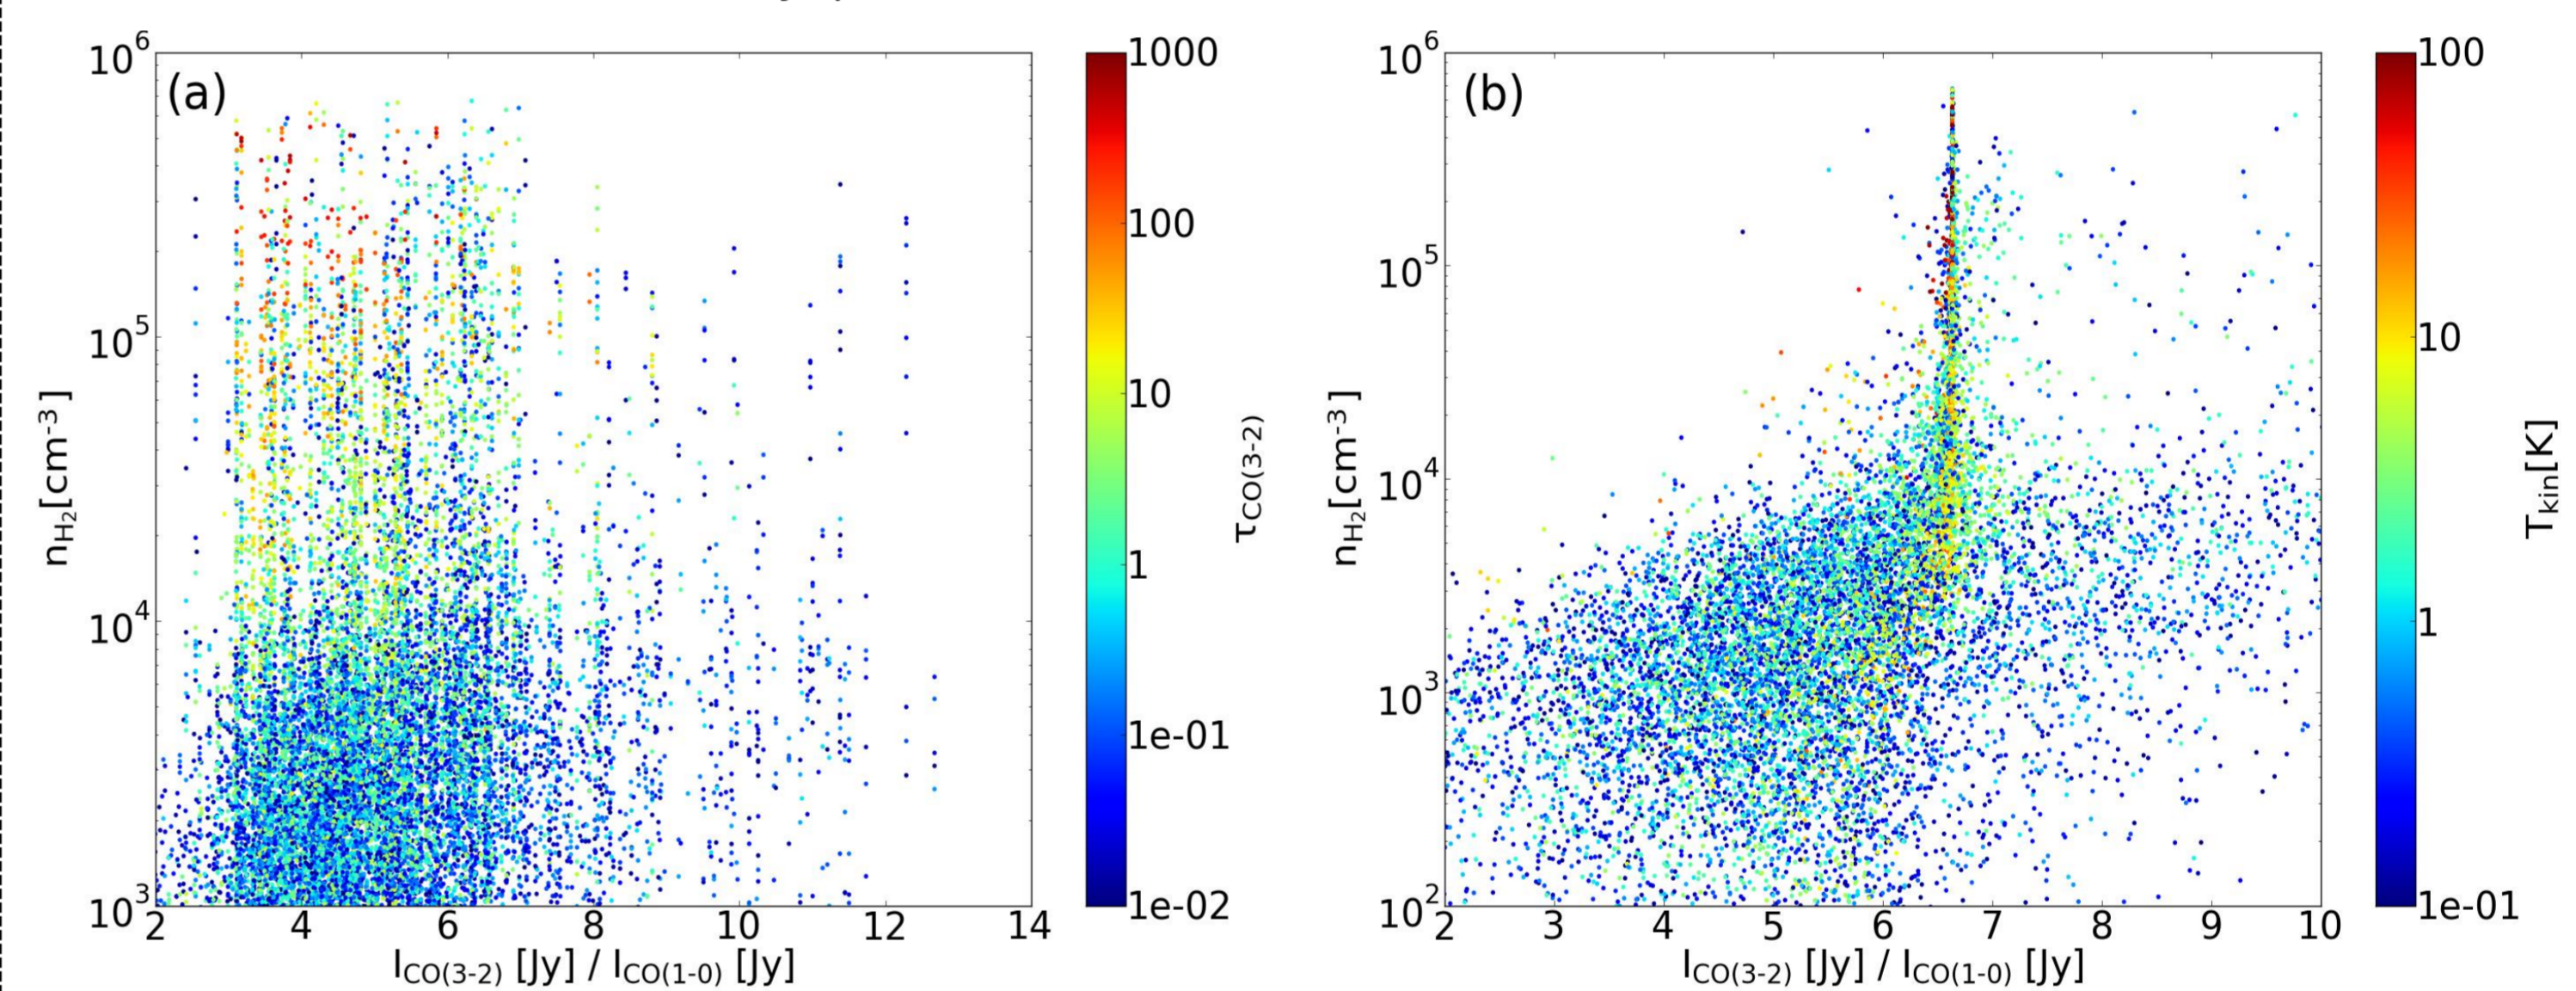 (a)
10^6
10^5
10^4
10^3
n_H2[cm^-3]
2 4 6 8 10 12 14
I_CO(3-2) [Jy] / I_CO(1-0) [Jy]
1000
100
10
1
1e-01
1e-02
τ_CO(3-2)
(b)
10^6
10^5
10^4
10^3
10^2
n_H2[cm^-3]
2 3 4 5 6 7 8 9 10
I_CO(3-2) [Jy] / I_CO(1-0) [Jy]
100
10
1
1e-01
T_kin[K]